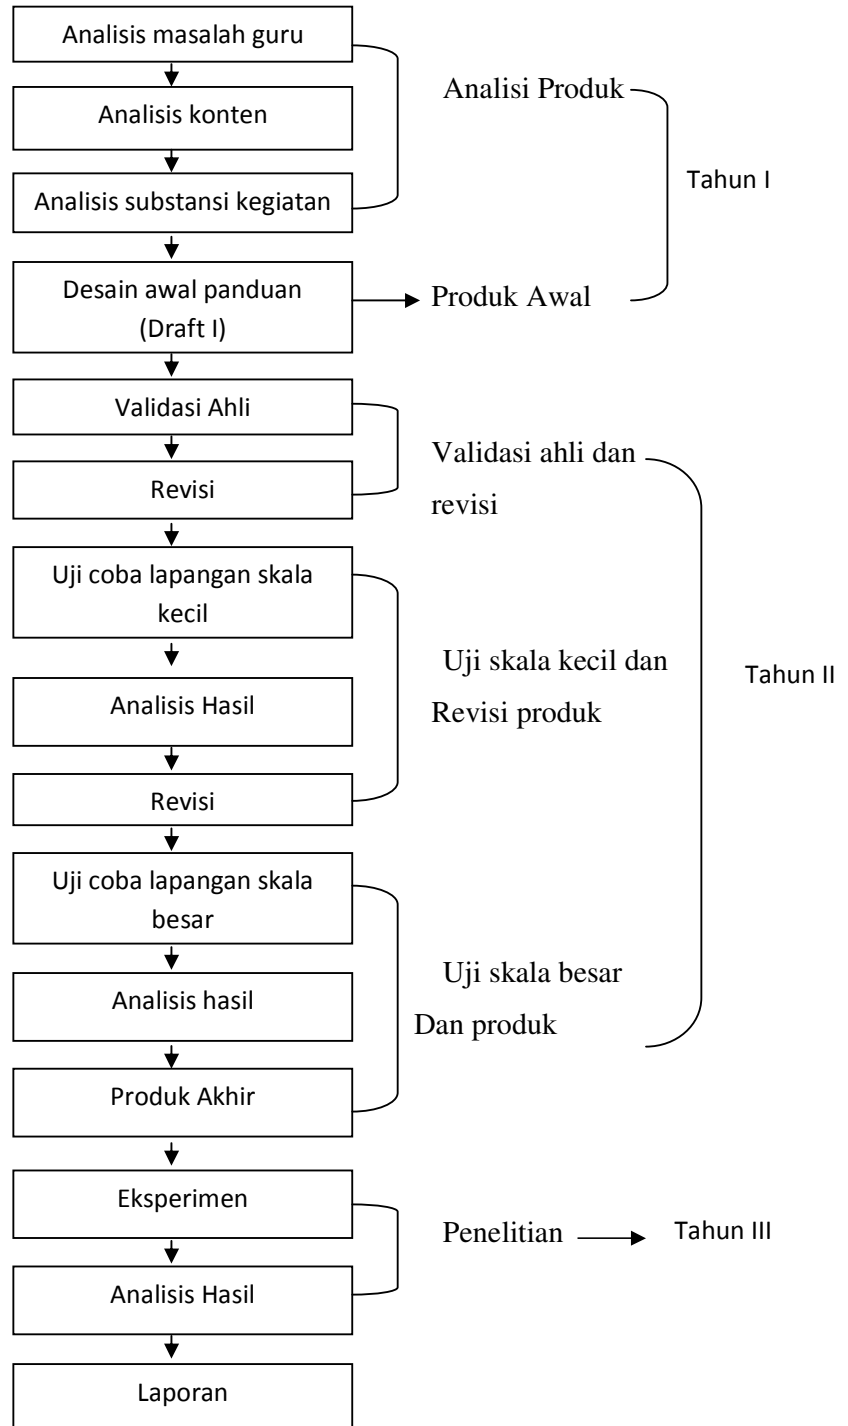 Analisis masalah guru
Analisis konten
Analisi Produk
Tahun I
Analisis substansi kegiatan
Desain awal panduan
(Draft I)
Produk Awal
Validasi Ahli
Validasi ahli dan
revisi
Revisi
Uji coba lapangan skala
kecil
Uji skala kecil dan
Revisi produk
Tahun II
Analisis Hasil
Revisi
Uji coba lapangan skala
besar
Uji skala besar
Dan produk
Analisis hasil
Produk Akhir
Eksperimen
Penelitian
Tahun III
Analisis Hasil
Laporan